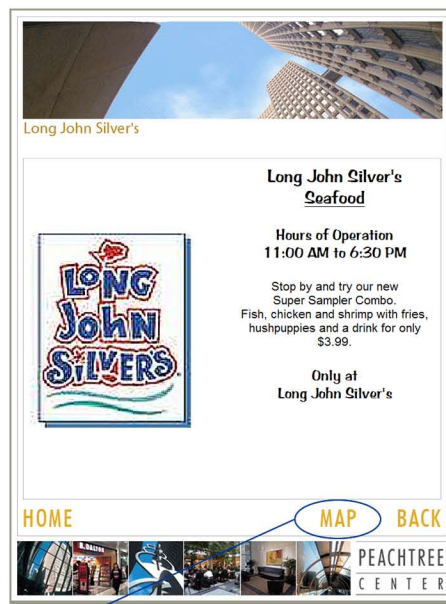 Long John Silver's
Long John Silver's
Seafood
Hours of Operation
11:00 AM to 6:30 PM
Stop by and try our new
Super Sampler Combo.
Fish, chicken and shrimp with fries,
hushpuppies and a drink for only
$3.99.
Only at
Long John Silver's
LONG
JOHN
SILVERS
HOME
MAP
BACK
B. DALTON
PEACHTREE
CENTER